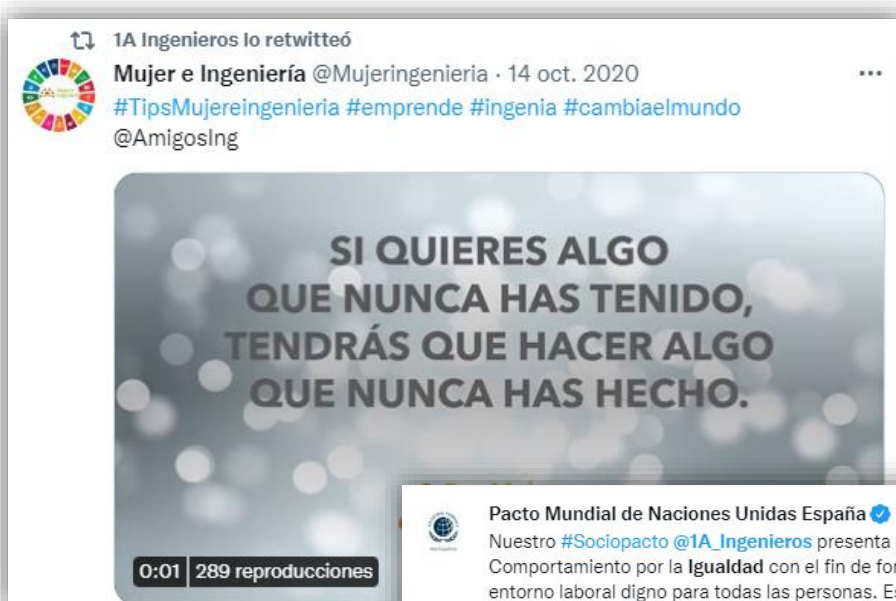 1A Ingenieros lo retwitteó
Mujer e Ingeniería @Mujeringenieria · 14 oct. 2020
#TipsMujereingenieria #emprende #ingenia #cambiaelmundo
@AmigosIng
SI QUIERES ALGO
QUE NUNCA HAS TENIDO,
TENDRÁS QUE HACER ALGO
QUE NUNCA HAS HECHO.
0:01 289 reproducciones
Pacto Mundial de Naciones Unidas España
Nuestro #Sociopacto @1A_Ingenieros presenta
Comportamiento por la Igualdad con el fin de
entorno laboral digno para todas las personas.